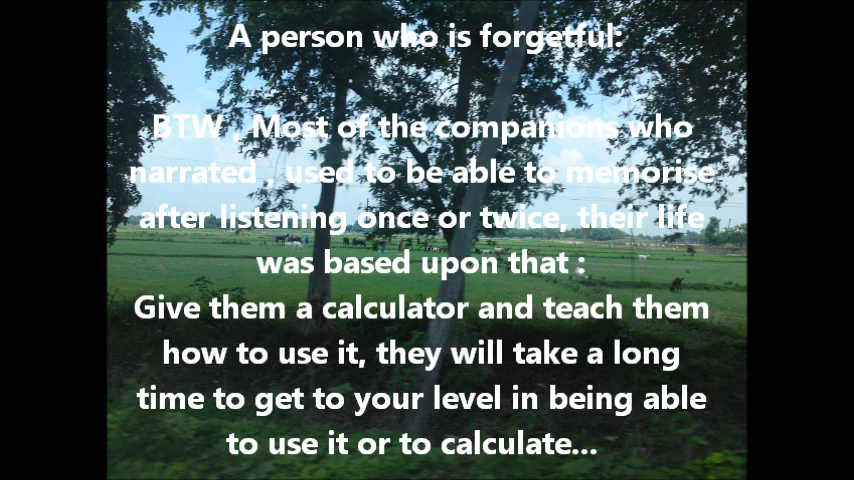 A person who is forgetful:
BTW , Most of the companions who
narrated , used to be able to memorise
after listening once or twice, their life
was based upon that :
Give them a calculator and teach them
how to use it, they will take a long
time to get to your level in being able
to use it or to calculate...